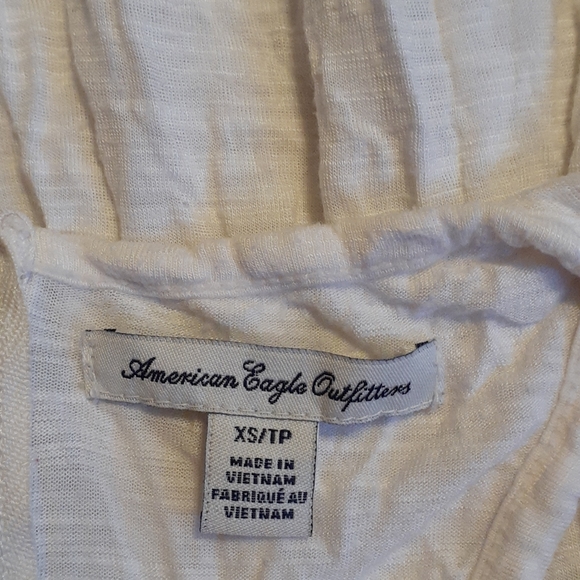 American Eagle Outfitters
XS/TP
MADE IN
VIETNAM
FABRIQUÉ AU
VIETNAM